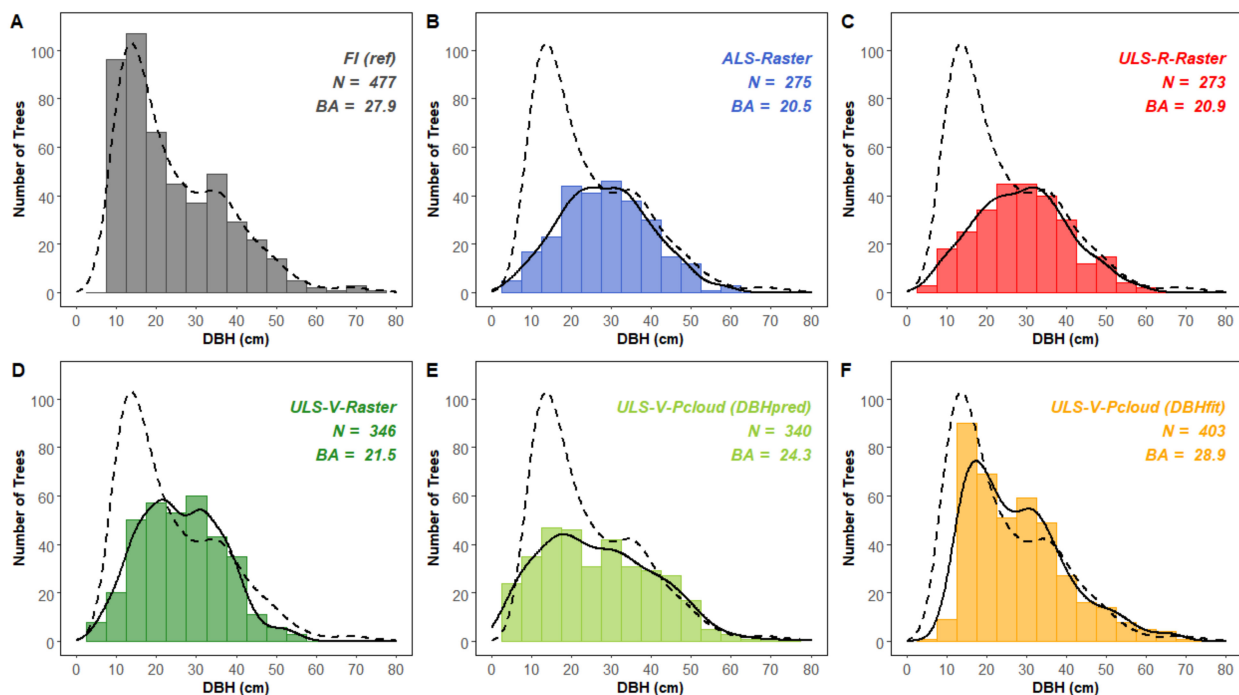 A
FI (ref)
N = 477
BA = 27.9
Number of Trees
100
80
60
40
20
0
0 10 20 30 40 50 60 70 80
DBH (cm)
B
ALS-Raster
N = 275
BA = 20.5
Number of Trees
100
80
60
40
20
0
0 10 20 30 40 50 60 70 80
DBH (cm)
C
ULS-R-Raster
N = 273
BA = 20.9
Number of Trees
100
80
60
40
20
0
0 10 20 30 40 50 60 70 80
DBH (cm)
D
ULS-V-Raster
N = 346
BA = 21.5
Number of Trees
100
80
60
40
20
0
0 10 20 30 40 50 60 70 80
DBH (cm)
E
ULS-V-Pcloud (DBHpred)
N = 340
BA = 24.3
Number of Trees
100
80
60
40
20
0
0 10 20 30 40 50 60 70 80
DBH (cm)
F
ULS-V-Pcloud (DBHfit)
N = 403
BA = 28.9
Number of Trees
100
80
60
40
20
0
0 10 20 30 40 50 60 70 80
DBH (cm)